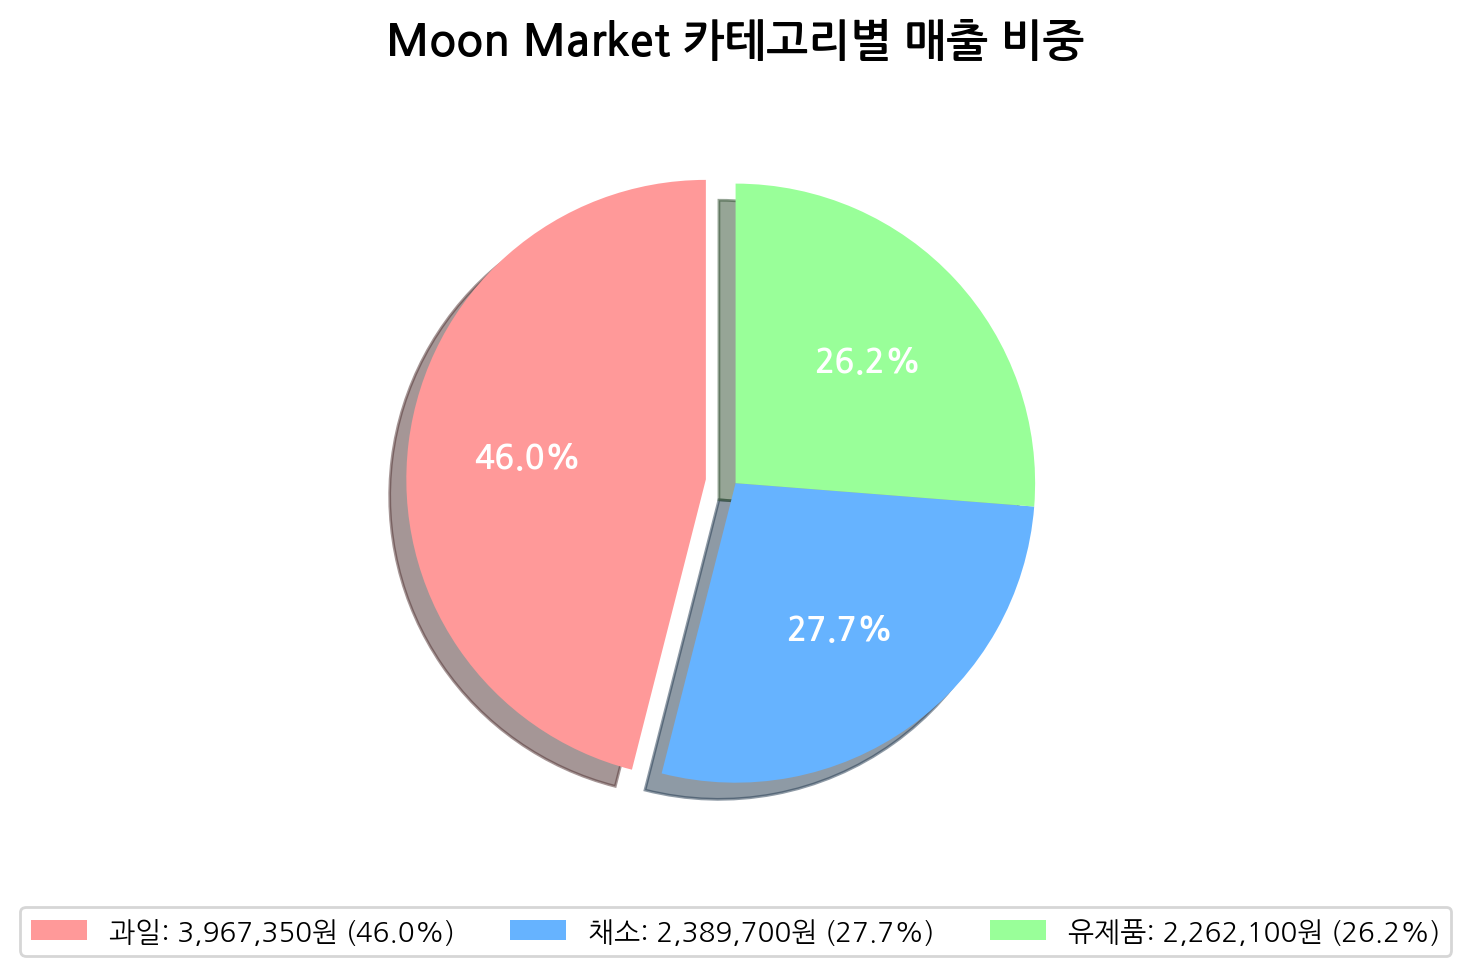 Moon Market 카테고리별 매출 비중
26.2%
46.0%
27.7%
과일: 3,967,350원 (46.0%)
채소: 2,389,700원 (27.7%)
유제품: 2,262,100원 (26.2%)